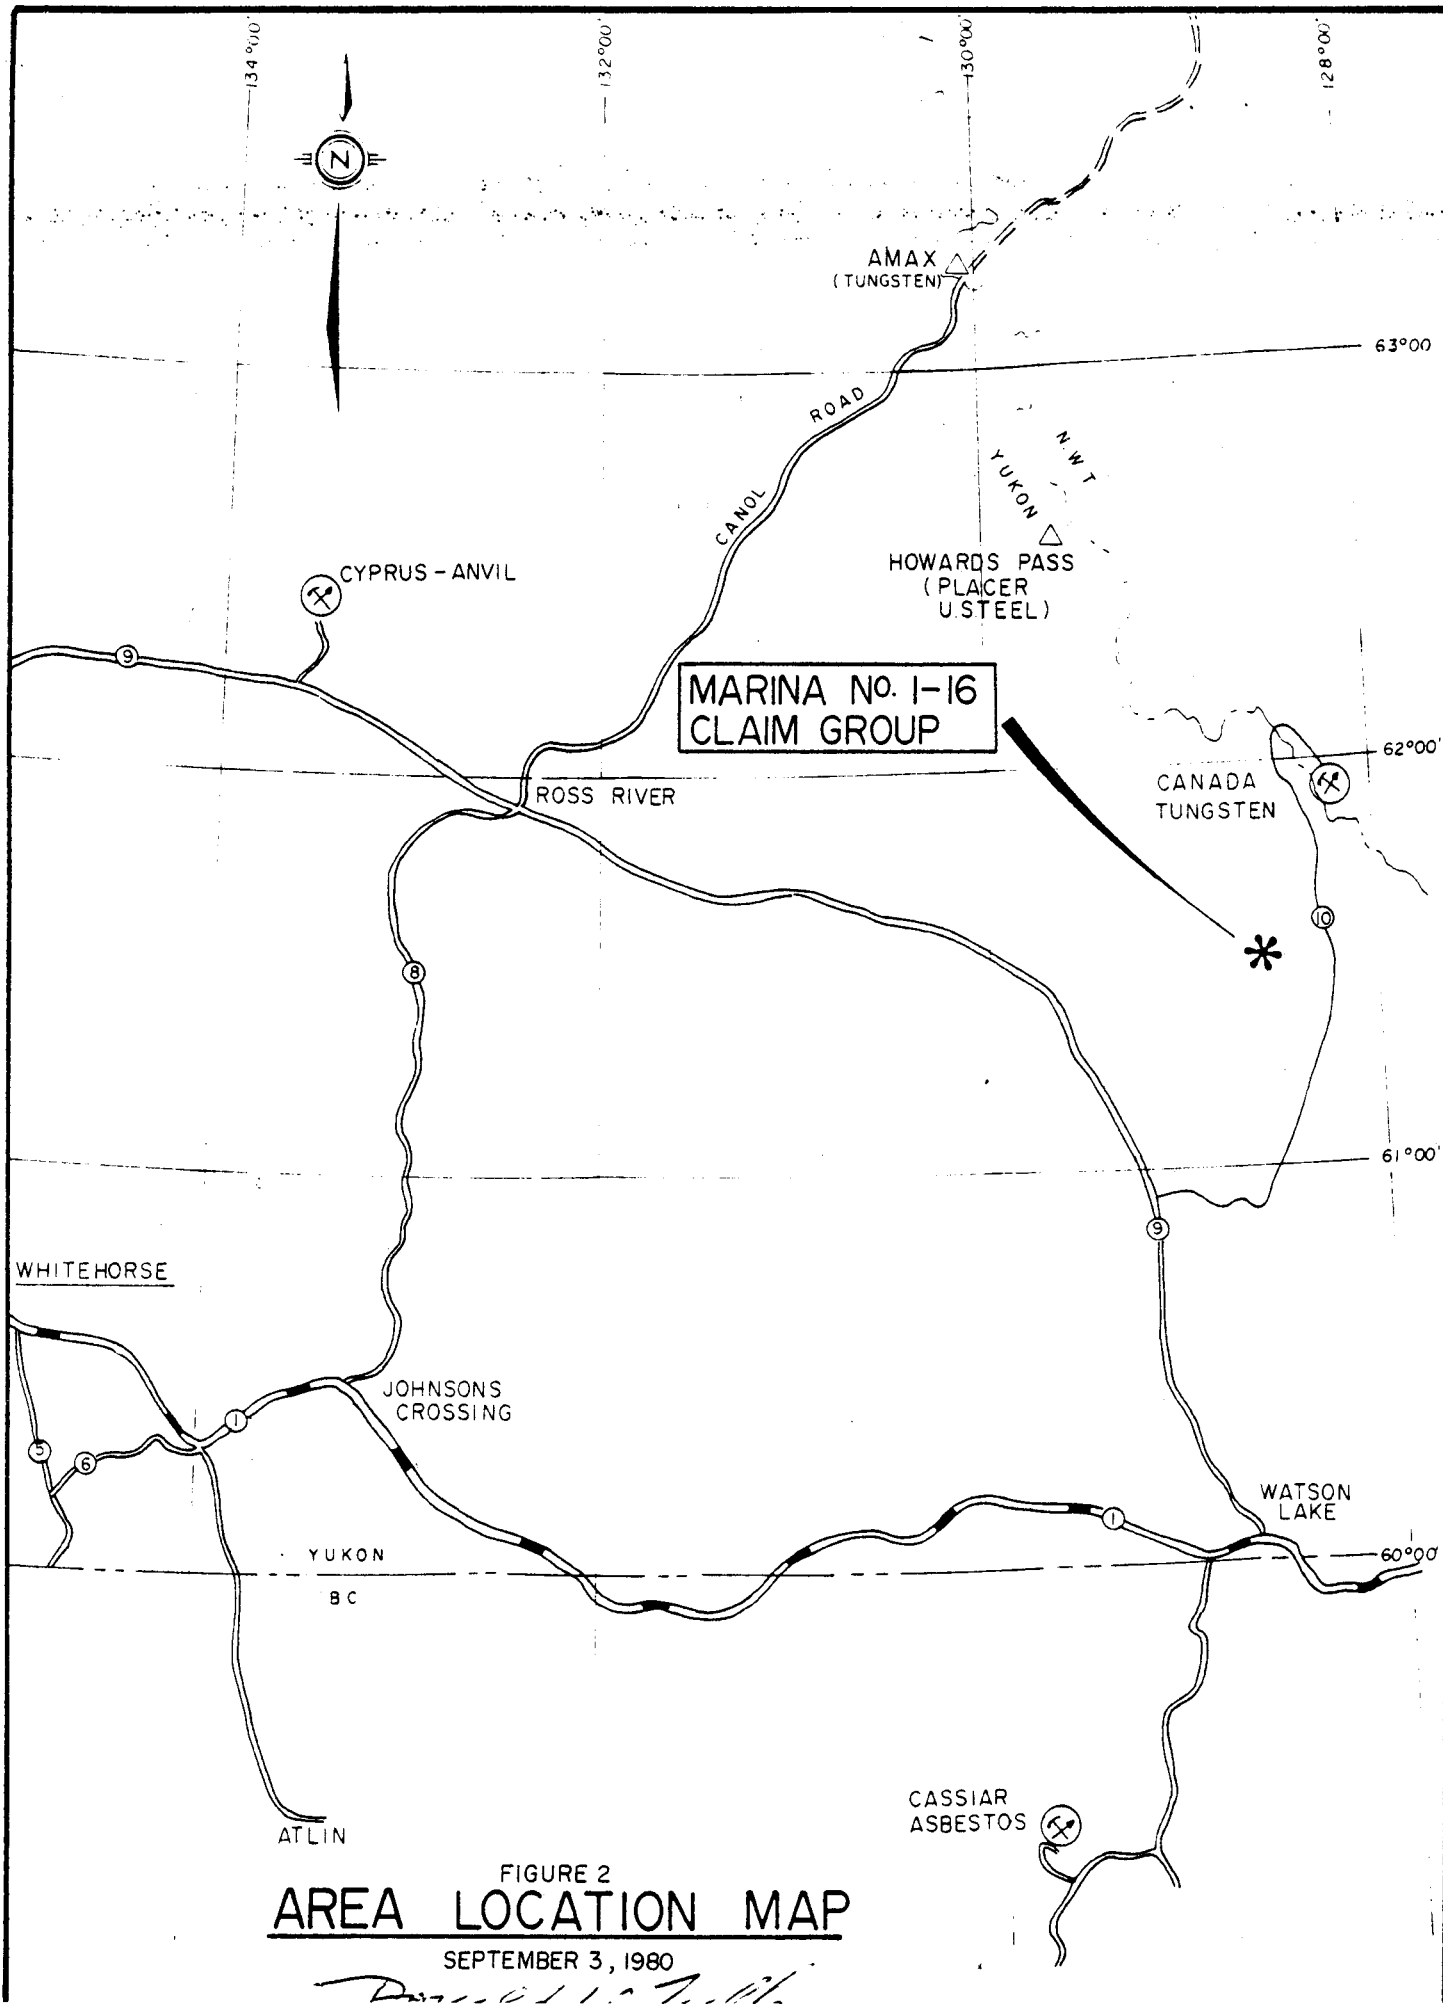 134°00'
132°00'
130°00'
128°00'
N
AMAX
(TUNGSTEN)
63°00'
CANOL ROAD
N.W.T
YUKON
HOWARDS PASS
(PLACER
U.STEEL)
CYPRUS-ANVIL
9
MARINA No. 1-16
CLAIM GROUP
62°00'
CANADA
TUNGSTEN
ROSS RIVER
10
8
61°00'
9
WHITEHORSE
JOHNSONS
CROSSING
1
5
6
WATSON
LAKE
1
60°00'
YUKON
BC
CASSIAR
ASBESTOS
ATLIN
FIGURE 2
AREA LOCATION MAP
SEPTEMBER 3, 1980